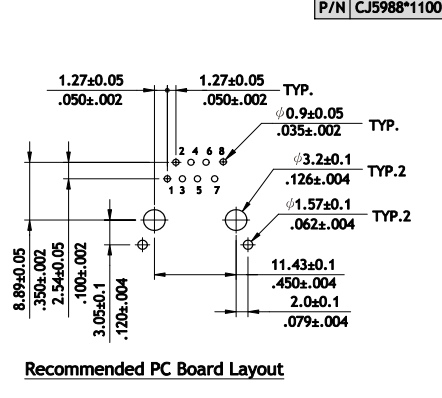 P/N CJ5988*1100
1.27±0.05
.050±.002
1.27±0.05
.050±.002
TYP.
ϕ0.9±0.05
.035±.002
TYP.
2 4 6 8
ϕ3.2±0.1
.126±.004
TYP.2
1 3 5 7
ϕ1.57±0.1
.062±.004
TYP.2
8.89±0.05
.350±.002
2.54±0.05
.100±.002
3.05±0.1
.120±.004
11.43±0.1
.450±.004
2.0±0.1
.079±.004
Recommended PC Board Layout